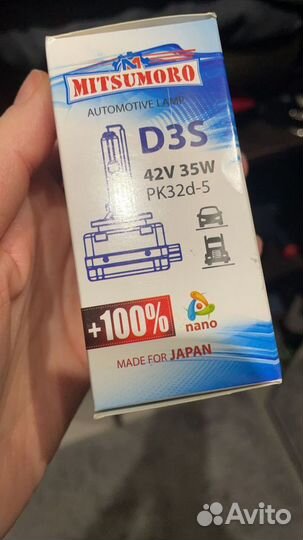 MITSUMORO
AUTOMOTIVE LAMP
D3S
42V 35W
PK32d-5
+100%
nano
MADE FOR JAPAN
Avito